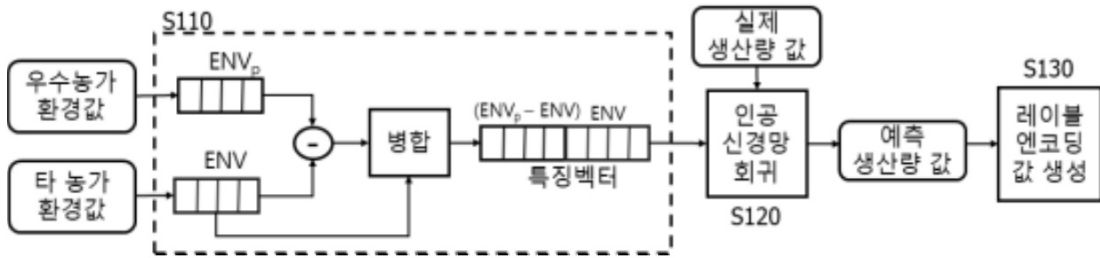 S110
우수농가
환경값
ENVp
타 농가
환경값
ENV
-
병합
(ENVp – ENV) ENV
특징벡터
실제
생산량 값
인공
신경망
회귀
S120
예측
생산량 값
S130
레이블
엔코딩
값 생성